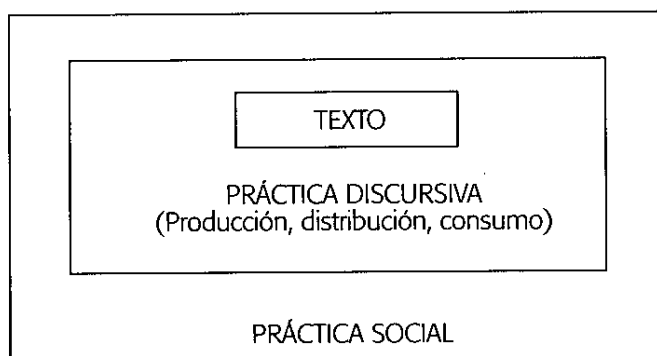 TEXTO
PRÁCTICA DISCURSIVA
(Producción, distribución, consumo)
PRÁCTICA SOCIAL